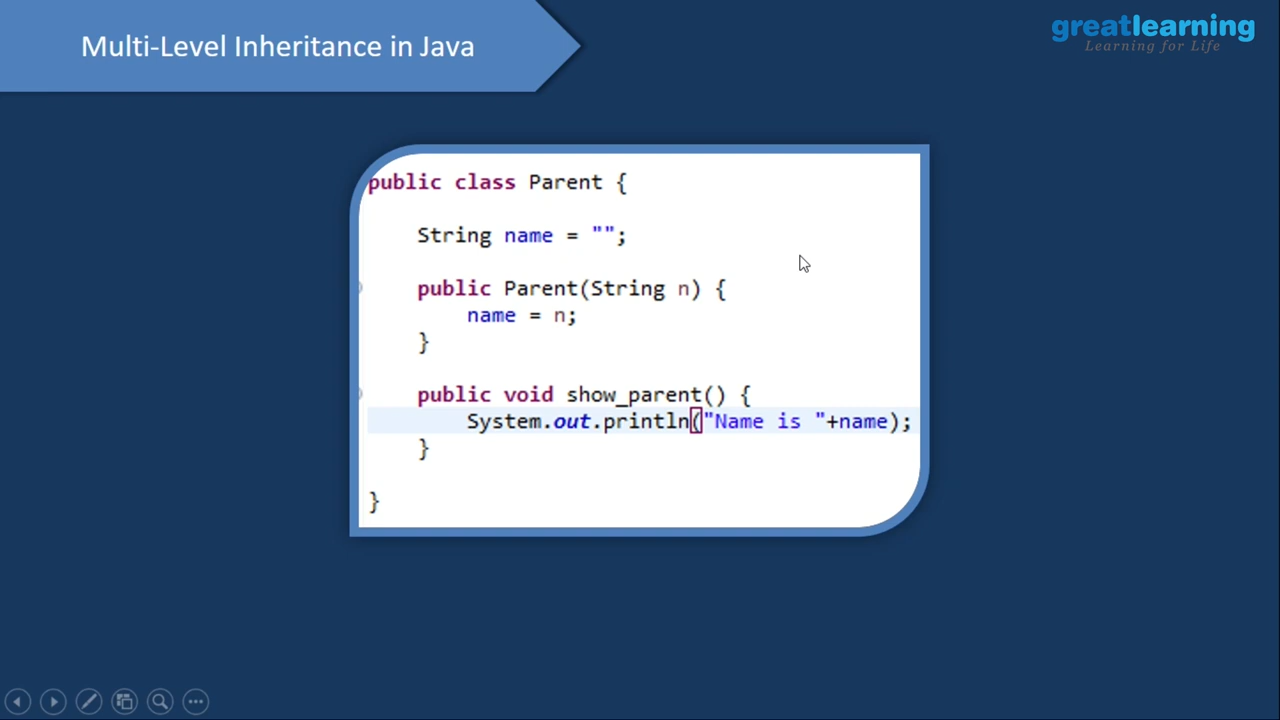 Multi-Level Inheritance in Java
greatlearning
Learning for Life
public class Parent {
String name = "";
public Parent(String n) {
name = n;
}
public void show_parent() {
System.out.println("Name is "+name);
}
}